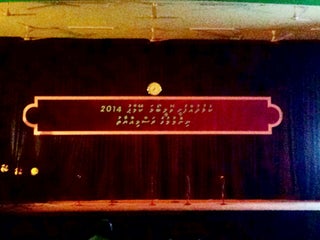 ކުޅުދުއްފުށި ވޮލީބޯޅަ ކޭމްޕު 2014
ނިންމުމުގެ ރަސްމިއްޔާތު